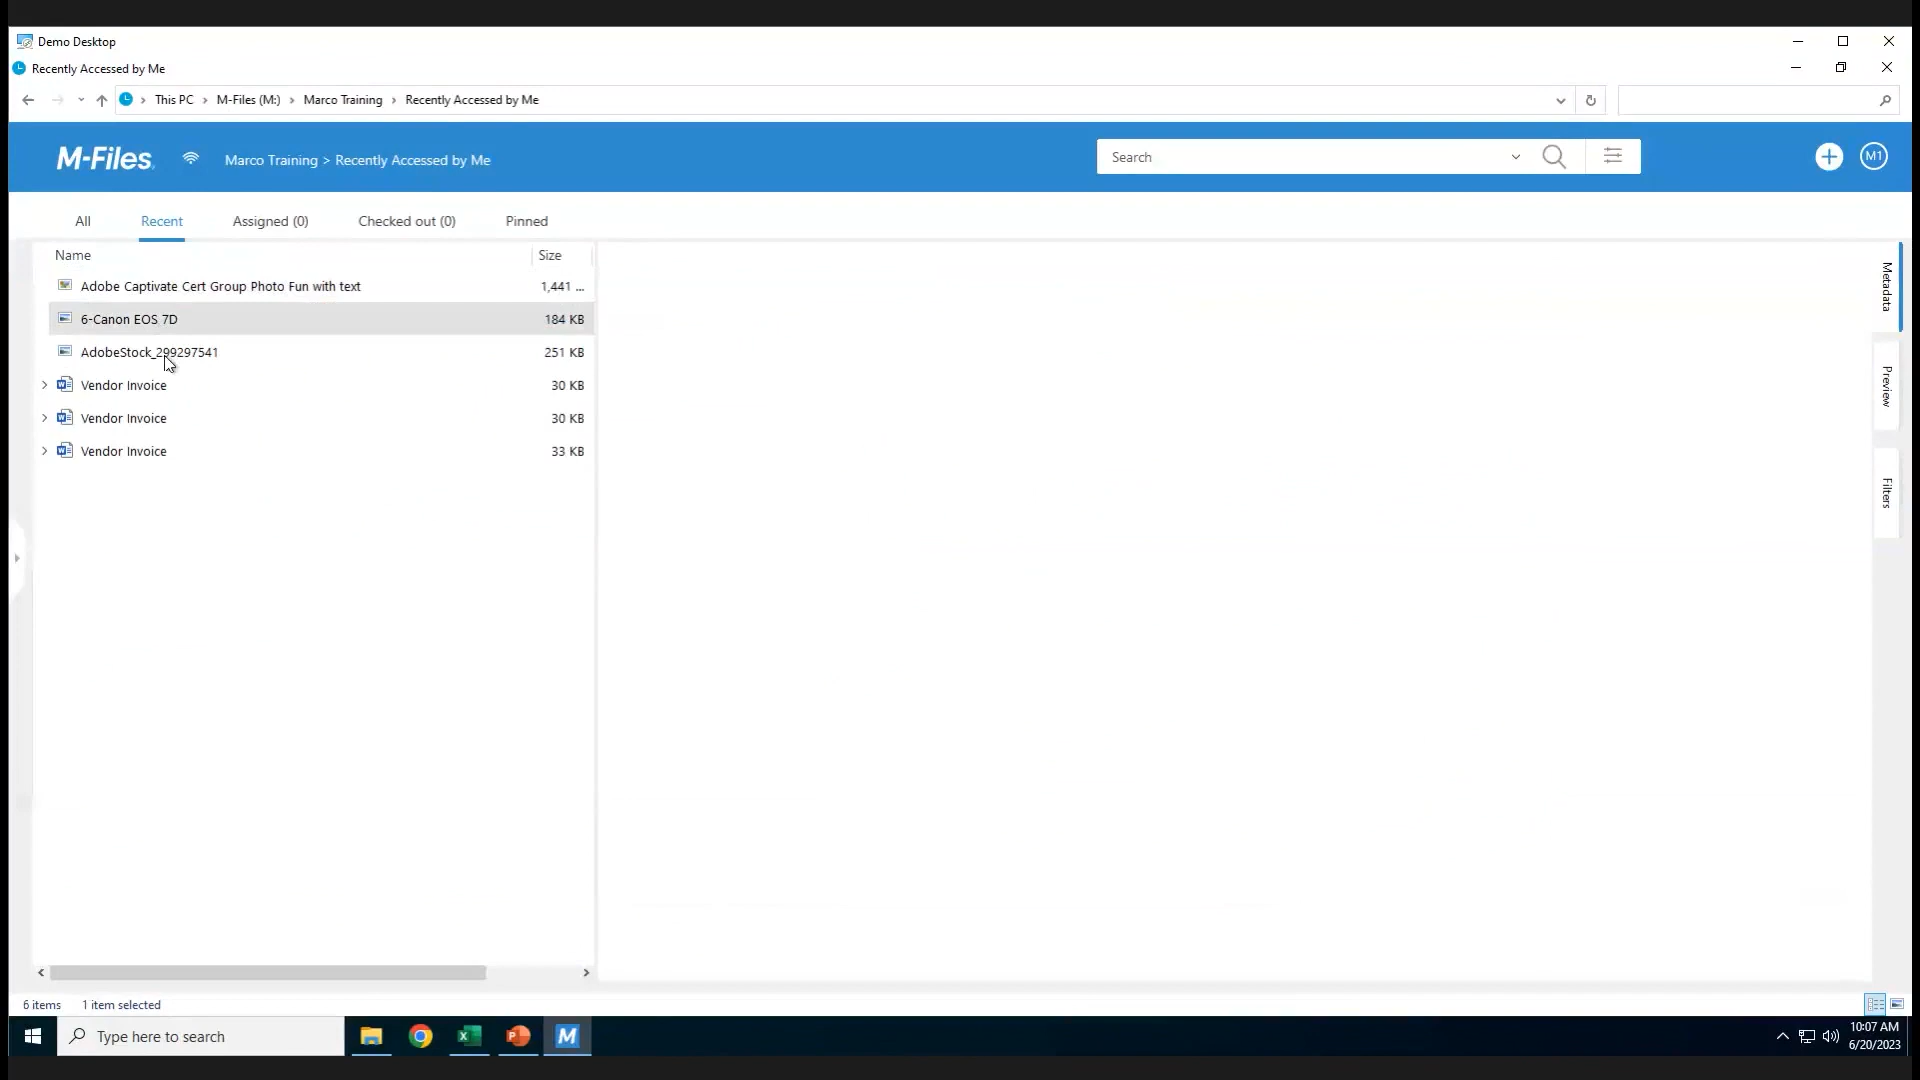 Demo Desktop
Recently Accessed by Me
This PC > M-Files (M:) > Marco Training > Recently Accessed by Me
M-Files
Marco Training > Recently Accessed by Me
Search
M1
All Recent Assigned (0) Checked out (0) Pinned
Name Size
Adobe Captivate Cert Group Photo Fun with text 1,441 ...
6-Canon EOS 7D 184 KB
AdobeStock_299297541 251 KB
Vendor Invoice 30 KB
Vendor Invoice 30 KB
Vendor Invoice 33 KB
Metadata
Preview
Filters
6 items 1 item selected
Type here to search
10:07 AM
6/20/2023